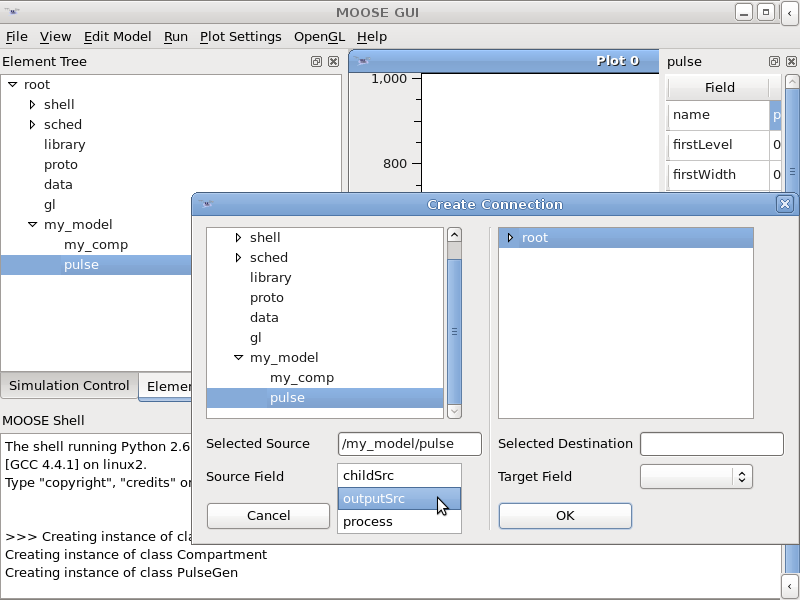 MOOSE GUI
File View Edit Model Run Plot Settings OpenGL Help
Element Tree
root
shell
sched
library
proto
data
gl
my_model
my_comp
pulse
Plot 0
1,000
800
pulse
Field
name p
firstLevel 0
firstWidth 0
Create Connection
shell
sched
library
proto
data
gl
my_model
my_comp
pulse
root
Selected Source /my_model/pulse
Selected Destination
Source Field
childSrc
outputSrc
process
Target Field
Cancel
OK
Simulation Control Elemen
MOOSE Shell
The shell running Python 2.6
[GCC 4.4.1] on linux2.
Type "copyright", "credits" or
>>> Creating instance of cla
Creating instance of class Compartment
Creating instance of class PulseGen